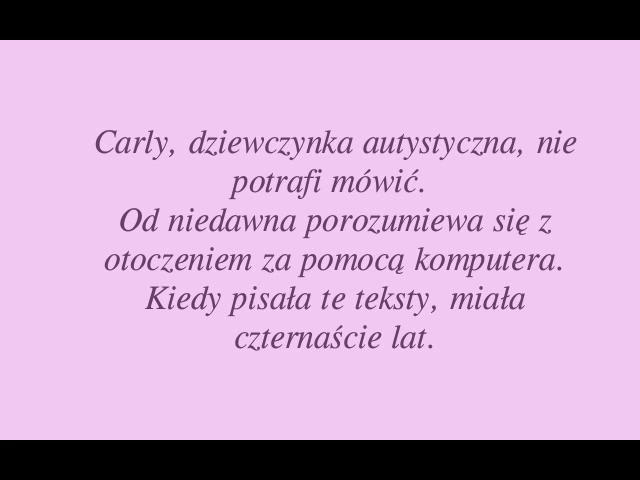 Carly, dziewczynka autystyczna, nie
potrafi mówić.
Od niedawna porozumiewa się z
otoczeniem za pomocą komputera.
Kiedy pisała te teksty, miała
czternaście lat.